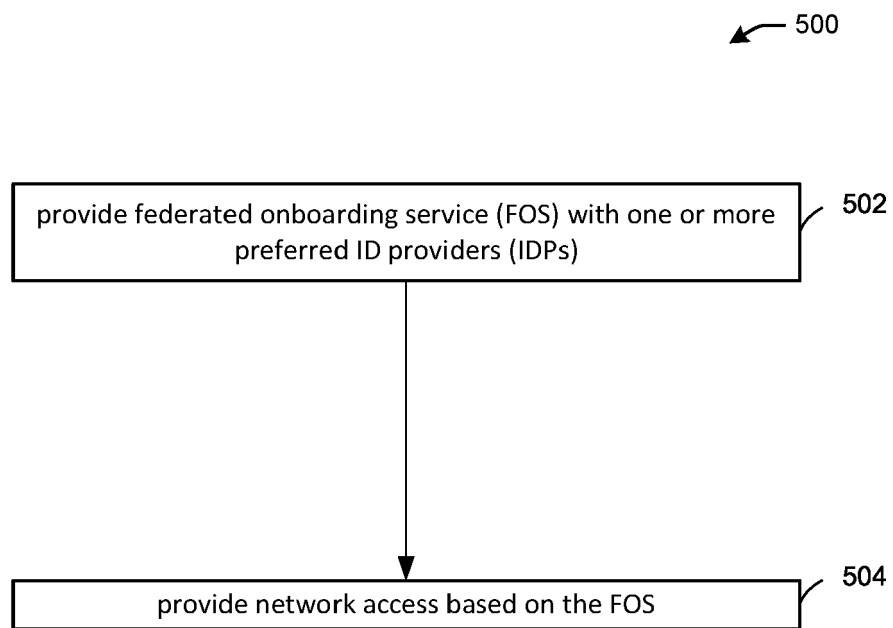 500
provide federated onboarding service (FOS) with one or more
preferred ID providers (IDPs)
502
provide network access based on the FOS
504